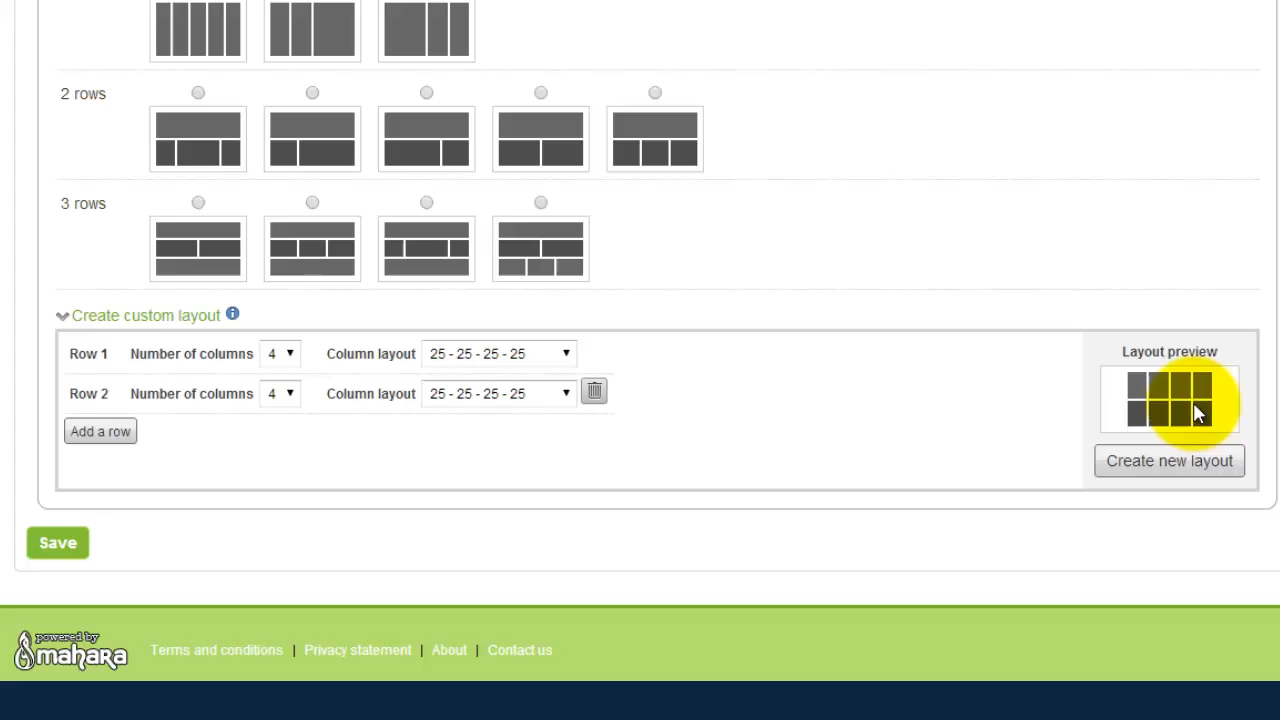 2 rows
3 rows
Create custom layout
Row 1 Number of columns 4 Column layout 25 - 25 - 25 - 25
Row 2 Number of columns 4 Column layout 25 - 25 - 25 - 25
Add a row
Layout preview
Create new layout
Save
powered by
mahara
Terms and conditions | Privacy statement | About | Contact us